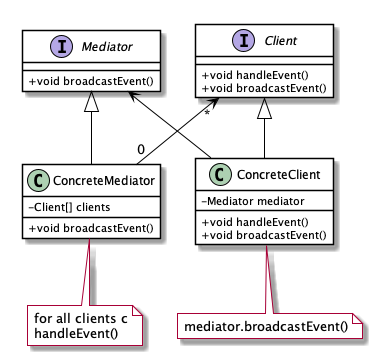 I Mediator
+void broadcastEvent()
I Client
+void handleEvent()
+void broadcastEvent()
0
*
C ConcreteMediator
-Client[] clients
+void broadcastEvent()
C ConcreteClient
-Mediator mediator
+void handleEvent()
+void broadcastEvent()
for all clients c
handleEvent()
mediator.broadcastEvent()